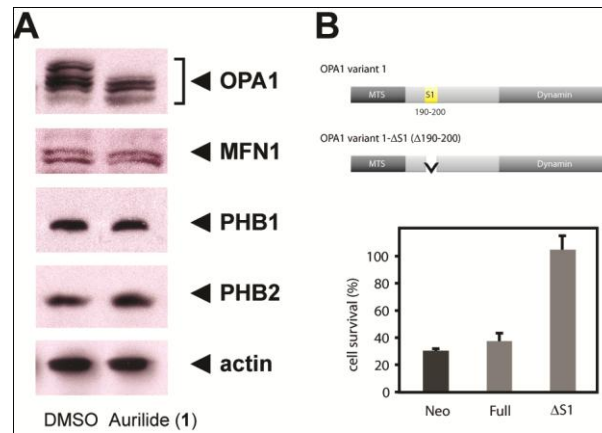 A
OPA1
MFN1
PHB1
PHB2
actin
DMSO Aurilide (1)
B
OPA1 variant 1
MTS S1 Dynamin
190-200
OPA1 variant 1-ΔS1 (Δ190-200)
MTS Dynamin
cell survival (%)
100
80
60
40
20
0
Neo Full ΔS1